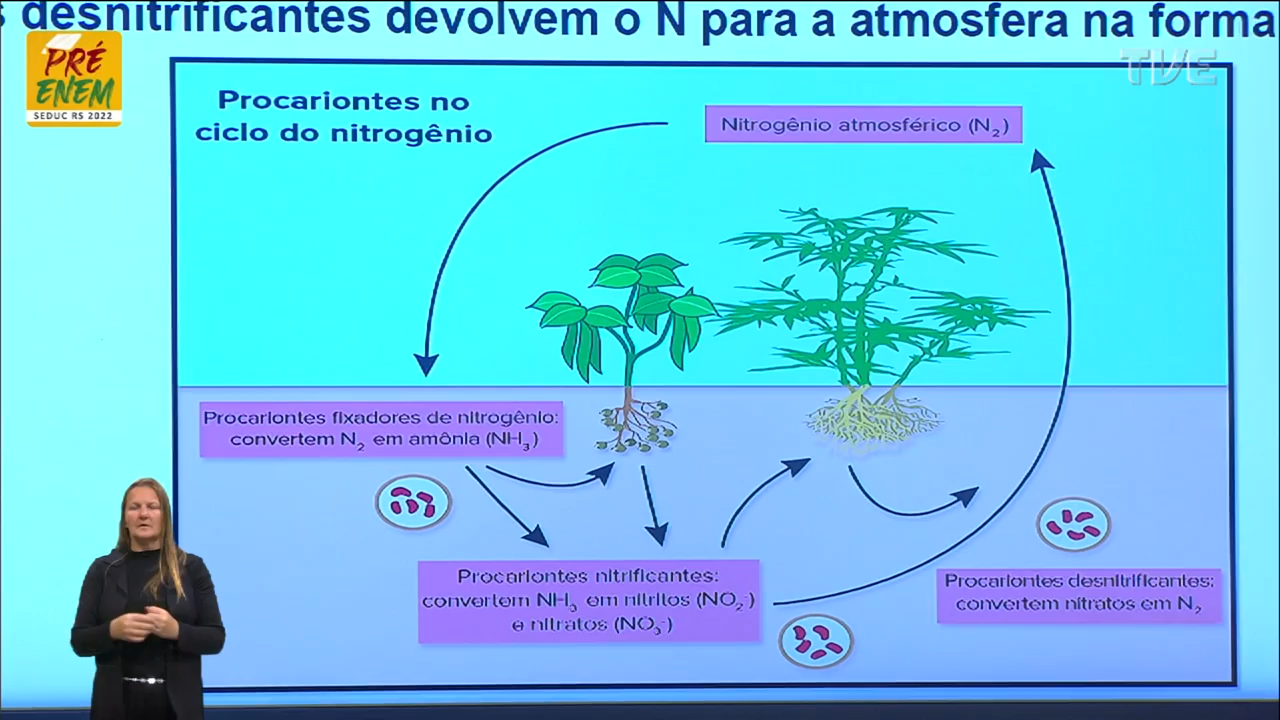 desnitrificantes devolvem o N para a atmosfera na forma
PRÉ
ENEM
SEDUC RS 2022
TVE
Procariontes no
ciclo do nitrogênio
Nitrogênio atmosférico (N₂)
Procariontes fixadores de nitrogênio:
convertem N₂ em amônia (NH₃)
Procariontes nitrificantes:
convertem NH₃ em nitritos (NO₂⁻)
e nitratos (NO₃⁻)
Procariontes desnitrificantes:
convertem nitratos em N₂